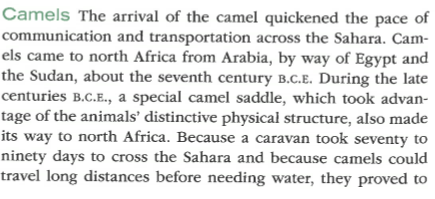 Camels The arrival of the camel quickened the pace of
communication and transportation across the Sahara. Cam-
els came to north Africa from Arabia, by way of Egypt and
the Sudan, about the seventh century B.C.E. During the late
centuries B.C.E., a special camel saddle, which took advan-
tage of the animals' distinctive physical structure, also made
its way to north Africa. Because a caravan took seventy to
ninety days to cross the Sahara and because camels could
travel long distances before needing water, they proved to